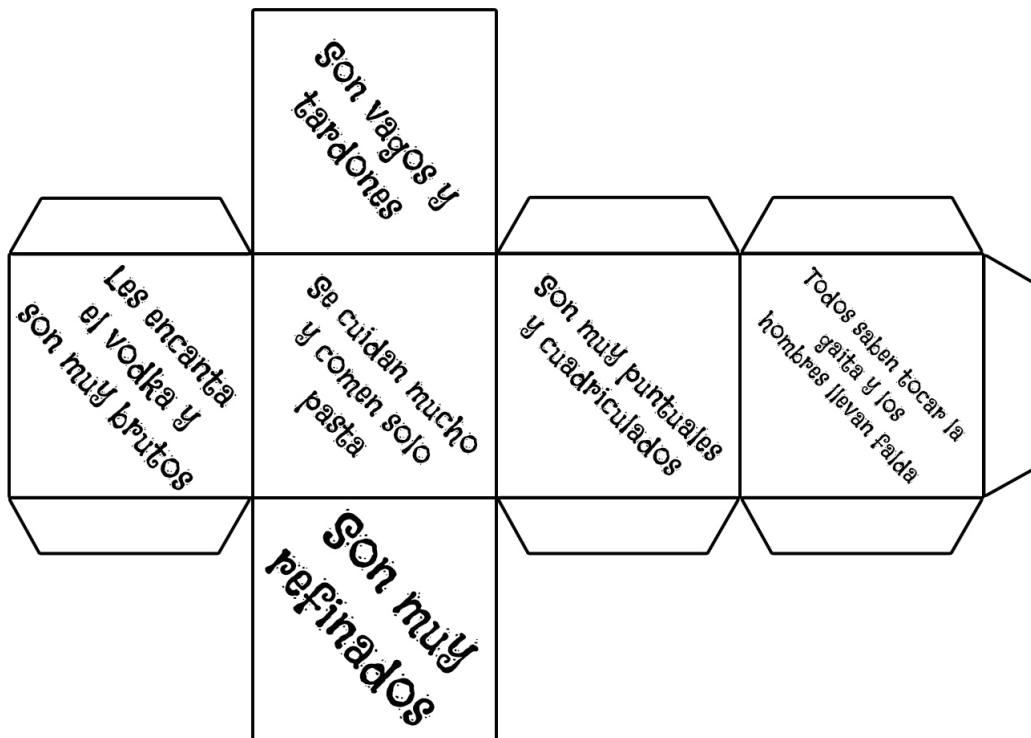 Son vagos y
tardones
Les encanta
el vodka y
son muy brutos
Se cuidan mucho
y comen solo
pasta
Son muy puntuales
y cuadriculados
Todos saben tocar la
gaita y los
hombres llevan falda
Son muy
refinados